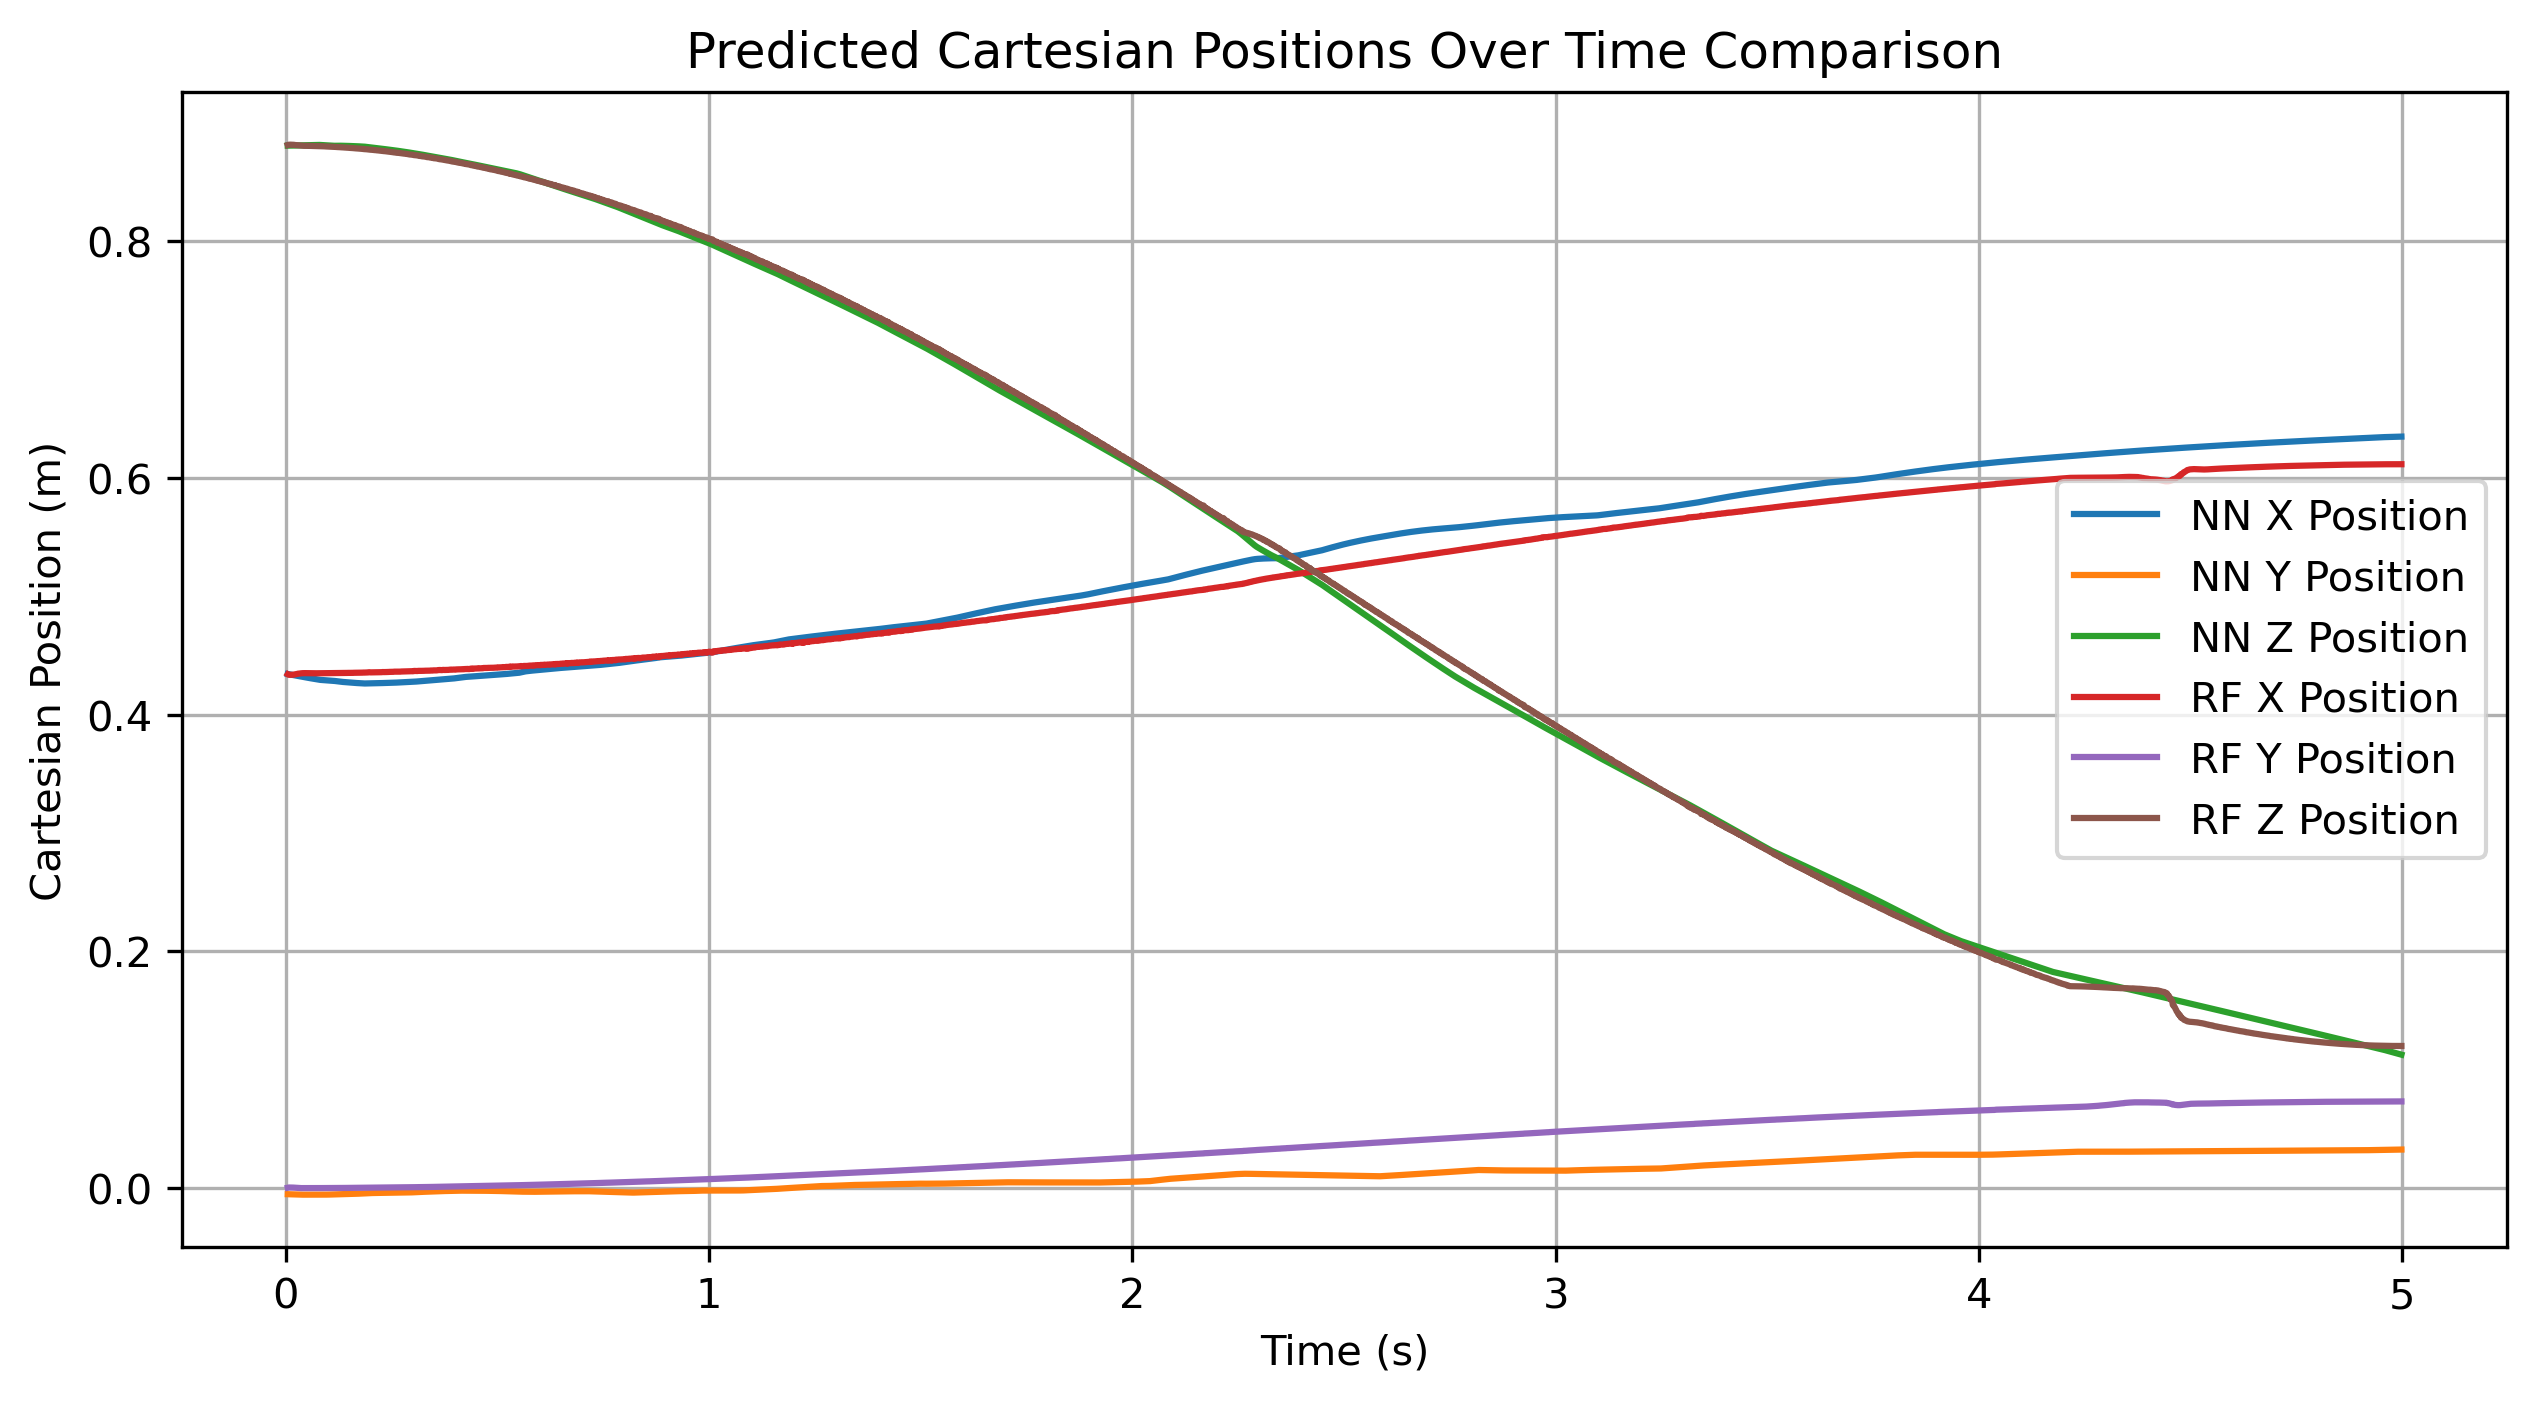 Predicted Cartesian Positions Over Time Comparison
Cartesian Position (m)
0.8
0.6
0.4
0.2
0.0
NN X Position
NN Y Position
NN Z Position
RF X Position
RF Y Position
RF Z Position
0 1 2 3 4 5
Time (s)